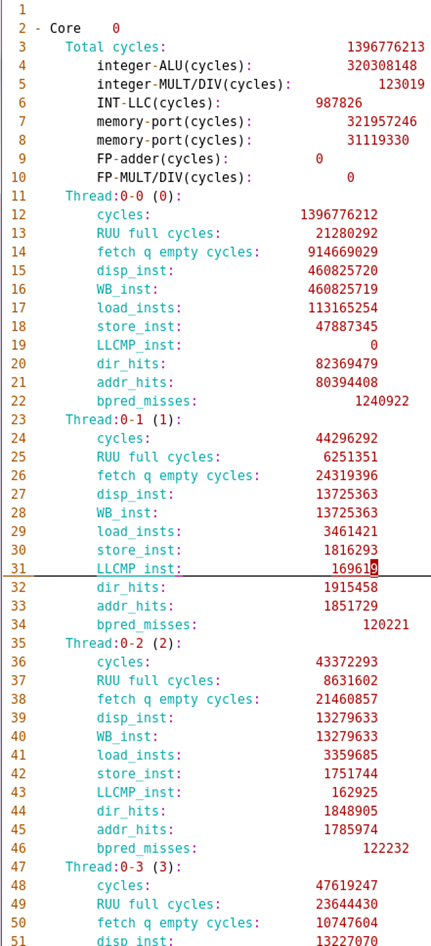 1
2 - Core 0
3 Total cycles: 1396776213
4 integer-ALU(cycles): 320308148
5 integer-MULT/DIV(cycles): 123019
6 INT-LLC(cycles): 987826
7 memory-port(cycles): 321957246
8 memory-port(cycles): 31119330
9 FP-adder(cycles): 0
10 FP-MULT/DIV(cycles): 0
11 Thread:0-0 (0):
12 cycles: 1396776212
13 RUU full cycles: 21280292
14 fetch q empty cycles: 914669029
15 disp_inst: 460825720
16 WB_inst: 460825719
17 load_insts: 113165254
18 store_inst: 47887345
19 LLCMP_inst: 0
20 dir_hits: 82369479
21 addr_hits: 80394408
22 bpred_misses: 1240922
23 Thread:0-1 (1):
24 cycles: 44296292
25 RUU full cycles: 6251351
26 fetch q empty cycles: 24319396
27 disp_inst: 13725363
28 WB_inst: 13725363
29 load_insts: 3461421
30 store_inst: 1816293
31 LLCMP_inst: 169619
32 dir_hits: 1915458
33 addr_hits: 1851729
34 bpred_misses: 120221
35 Thread:0-2 (2):
36 cycles: 43372293
37 RUU full cycles: 8631602
38 fetch q empty cycles: 21460857
39 disp_inst: 13279633
40 WB_inst: 13279633
41 load_insts: 3359685
42 store_inst: 1751744
43 LLCMP_inst: 162925
44 dir_hits: 1848905
45 addr_hits: 1785974
46 bpred_misses: 122232
47 Thread:0-3 (3):
48 cycles: 47619247
49 RUU full cycles: 23644430
50 fetch q empty cycles: 10747604
51 disp_inst: 13227070